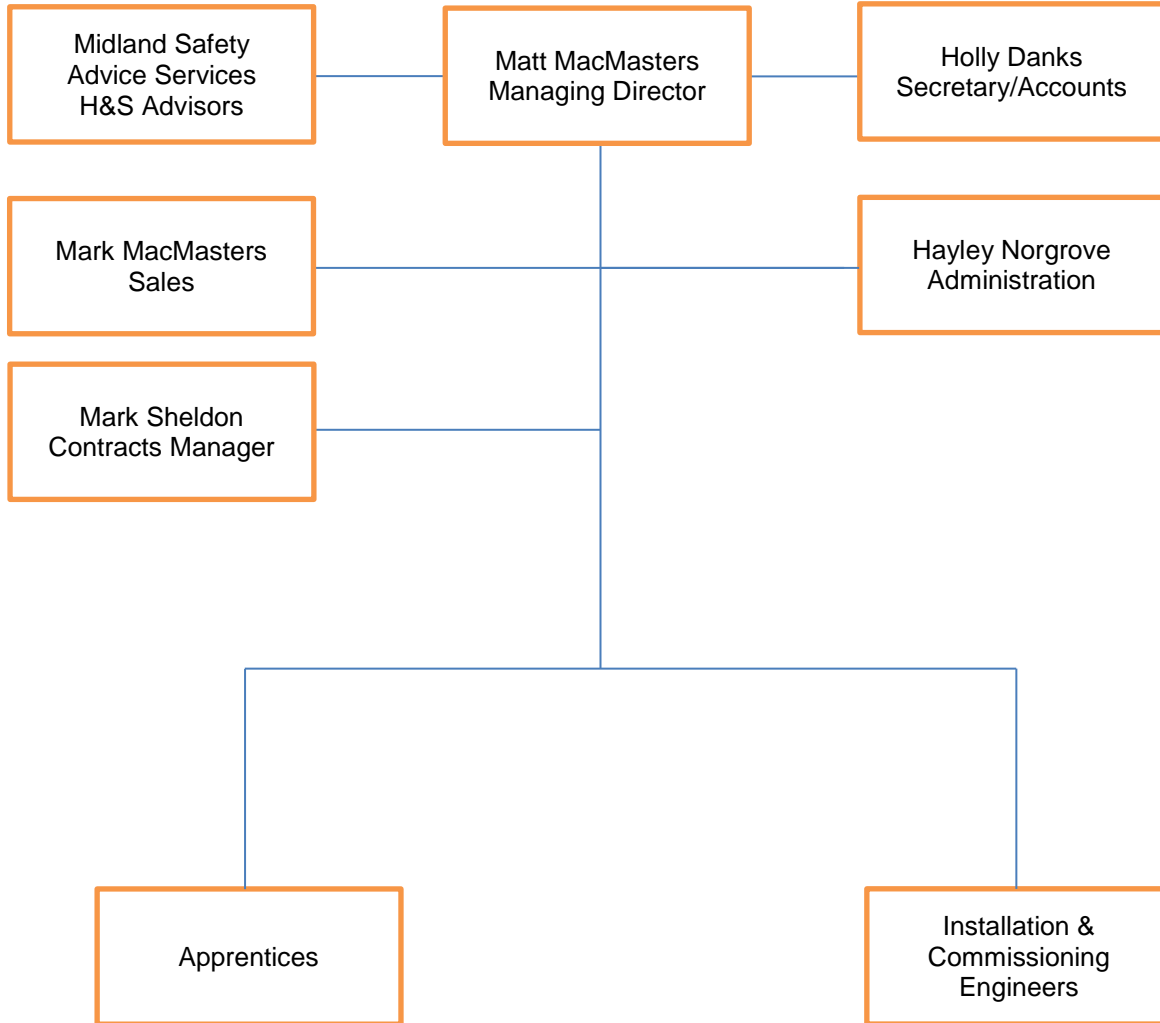 Midland Safety
Advice Services
H&S Advisors
Matt MacMasters
Managing Director
Holly Danks
Secretary/Accounts
Mark MacMasters
Sales
Hayley Norgrove
Administration
Mark Sheldon
Contracts Manager
Apprentices
Installation &
Commissioning
Engineers